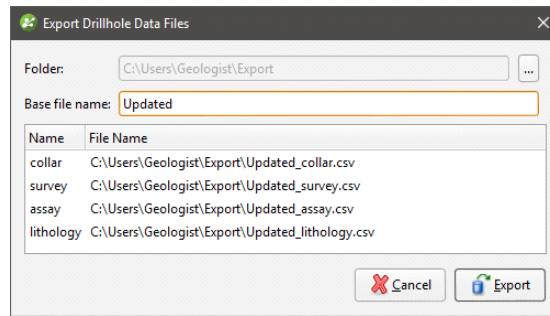 Export Drillhole Data Files
Folder: C:\Users\Geologist\Export ...
Base file name: Updated
Name File Name
collar C:\Users\Geologist\Export\Updated_collar.csv
survey C:\Users\Geologist\Export\Updated_survey.csv
assay C:\Users\Geologist\Export\Updated_assay.csv
lithology C:\Users\Geologist\Export\Updated_lithology.csv
Cancel Export